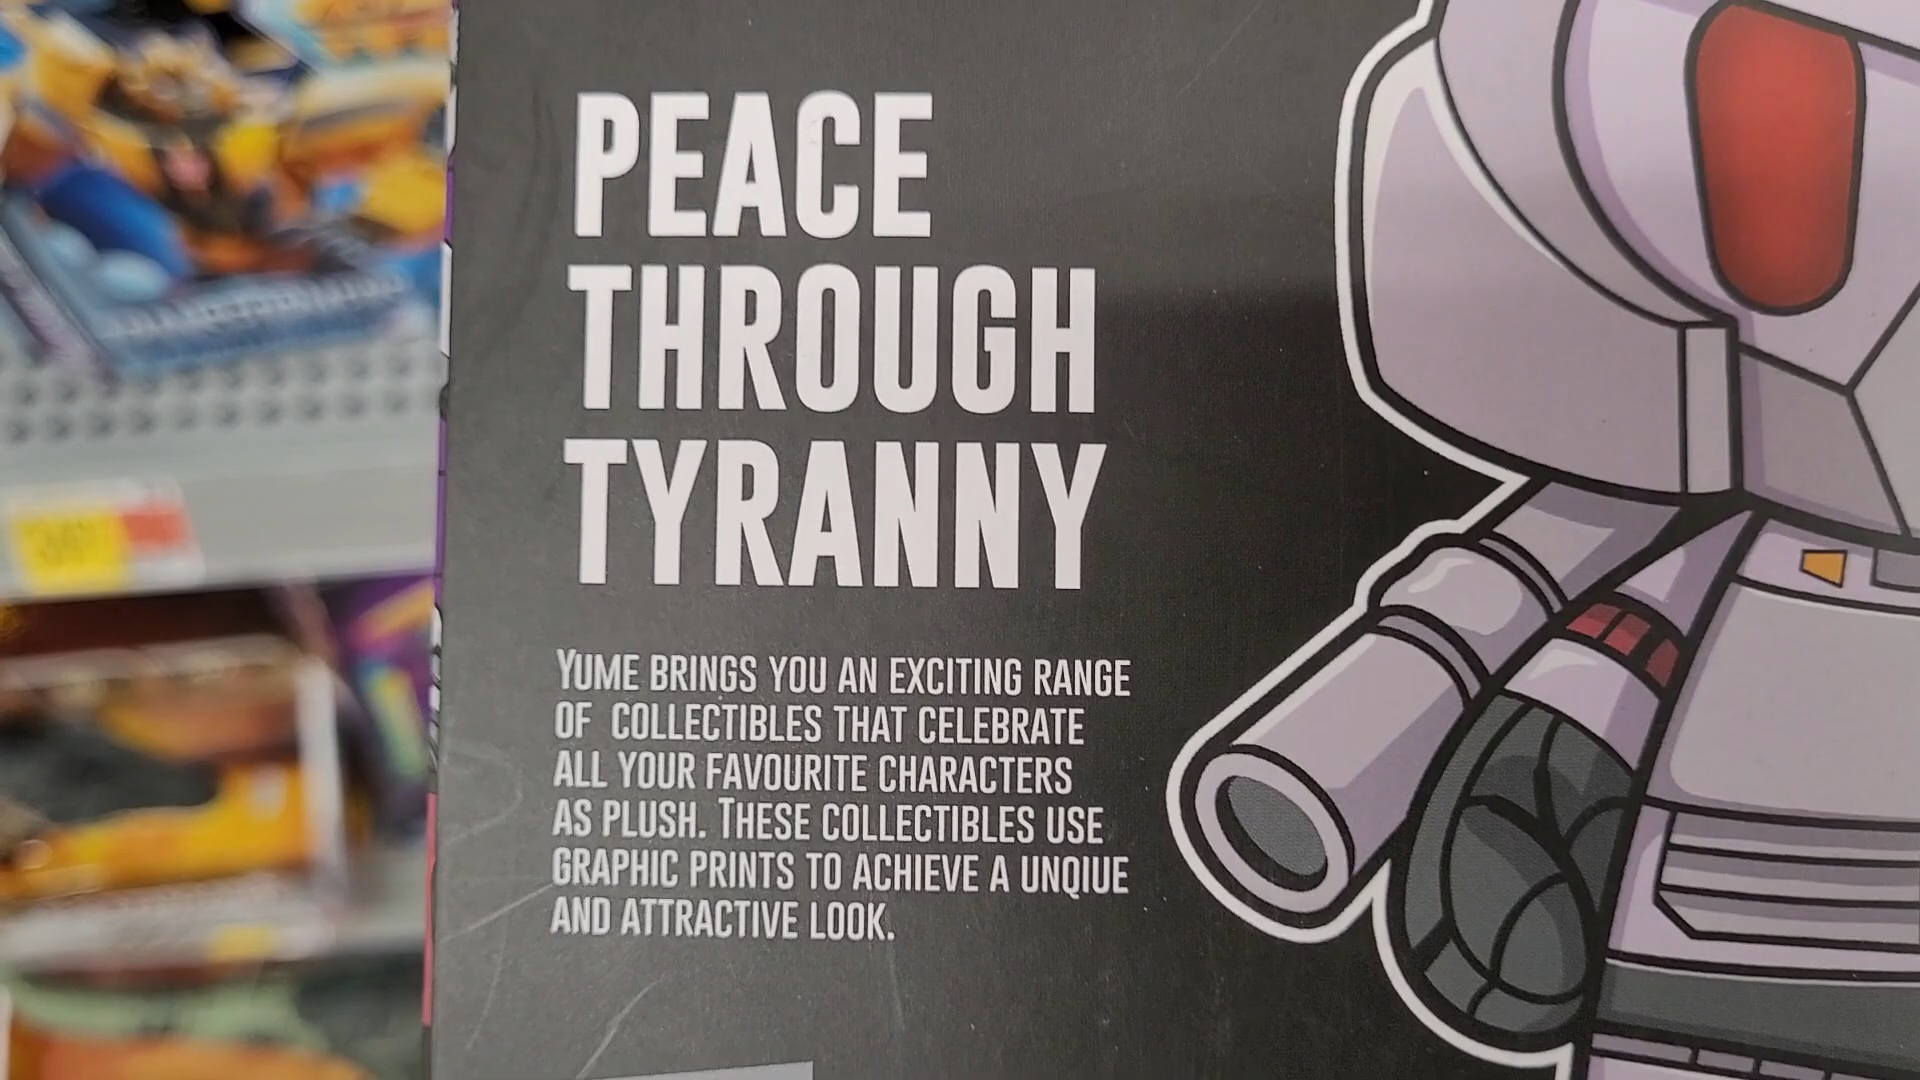 PEACE
THROUGH
TYRANNY
YUME BRINGS YOU AN EXCITING RANGE
OF COLLECTIBLES THAT CELEBRATE
ALL YOUR FAVOURITE CHARACTERS
AS PLUSH. THESE COLLECTIBLES USE
GRAPHIC PRINTS TO ACHIEVE A UNQIUE
AND ATTRACTIVE LOOK.